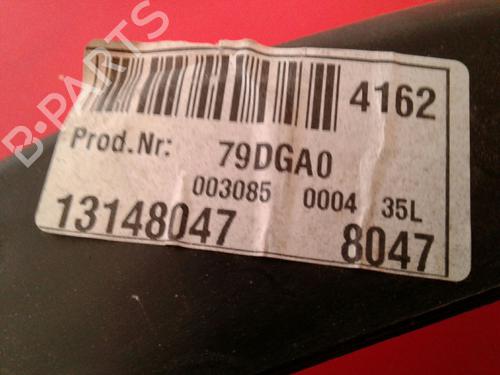 B-PARTS
4162
Prod.Nr: 79DGA0
003085 0004 35L
13148047 8047